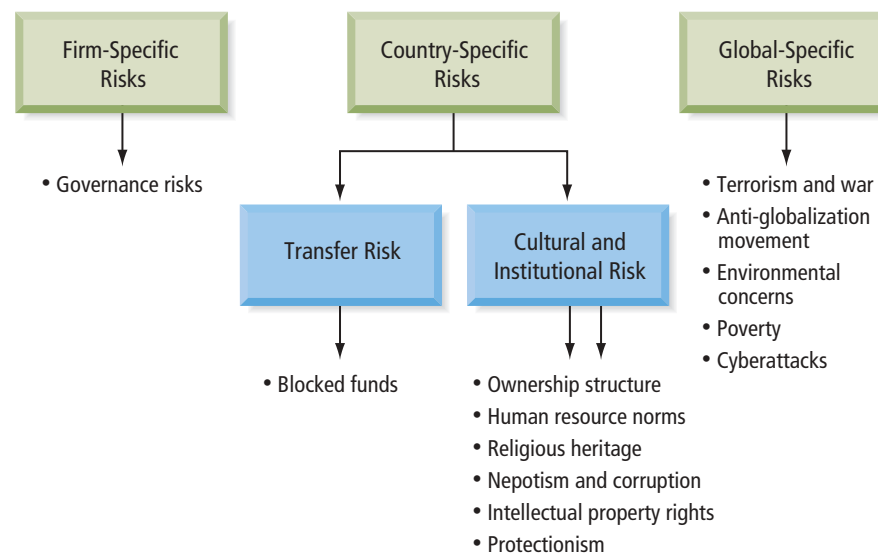 Firm-Specific
Risks
Country-Specific
Risks
Global-Specific
Risks
• Governance risks
• Terrorism and war
• Anti-globalization
movement
• Environmental
concerns
• Poverty
• Cyberattacks
Transfer Risk
Cultural and
Institutional Risk
• Blocked funds
• Ownership structure
• Human resource norms
• Religious heritage
• Nepotism and corruption
• Intellectual property rights
• Protectionism